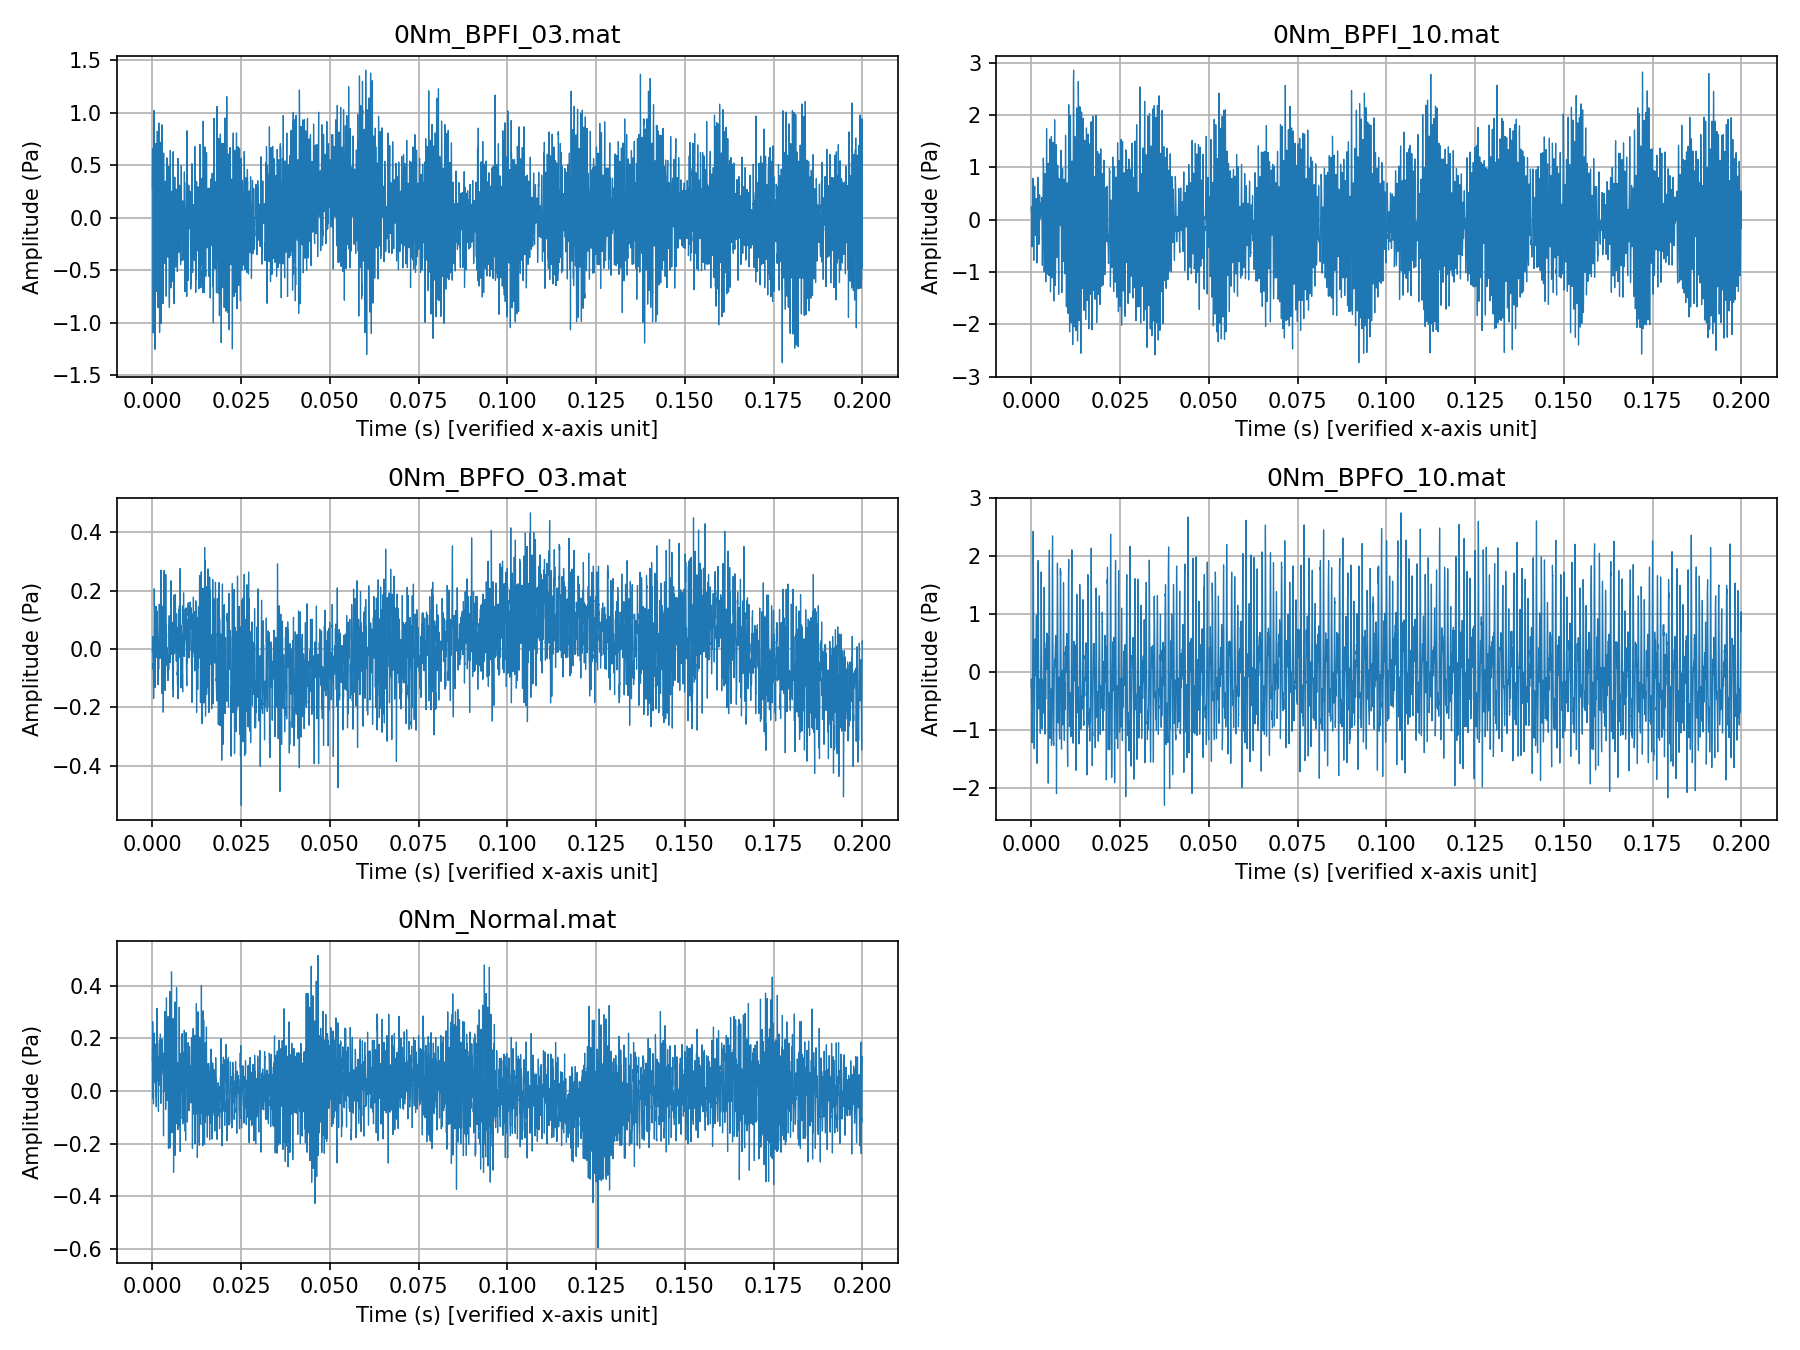 0Nm_BPFI_03.mat
1.5
1.0
0.5
0.0
−0.5
−1.0
−1.5
Amplitude (Pa)
0.000 0.025 0.050 0.075 0.100 0.125 0.150 0.175 0.200
Time (s) [verified x-axis unit]
0Nm_BPFI_10.mat
3
2
1
0
−1
−2
−3
Amplitude (Pa)
0.000 0.025 0.050 0.075 0.100 0.125 0.150 0.175 0.200
Time (s) [verified x-axis unit]
0Nm_BPFO_03.mat
0.4
0.2
0.0
−0.2
−0.4
Amplitude (Pa)
0.000 0.025 0.050 0.075 0.100 0.125 0.150 0.175 0.200
Time (s) [verified x-axis unit]
0Nm_BPFO_10.mat
3
2
1
0
−1
−2
Amplitude (Pa)
0.000 0.025 0.050 0.075 0.100 0.125 0.150 0.175 0.200
Time (s) [verified x-axis unit]
0Nm_Normal.mat
0.4
0.2
0.0
−0.2
−0.4
−0.6
Amplitude (Pa)
0.000 0.025 0.050 0.075 0.100 0.125 0.150 0.175 0.200
Time (s) [verified x-axis unit]